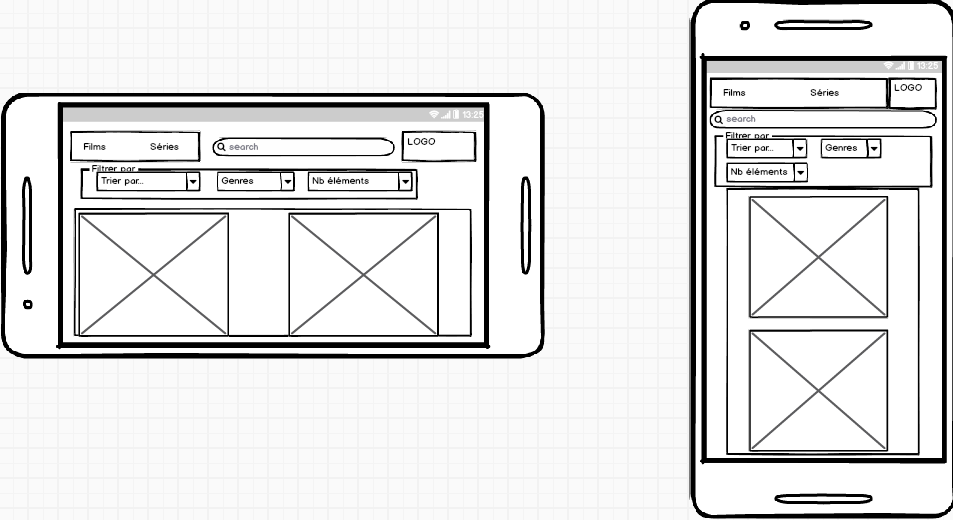 13:25
Films Séries search LOGO
Filtrer par
Trier par... Genres Nb éléments
13:25
Films Séries LOGO
search
Filtrer par
Trier par... Genres
Nb éléments